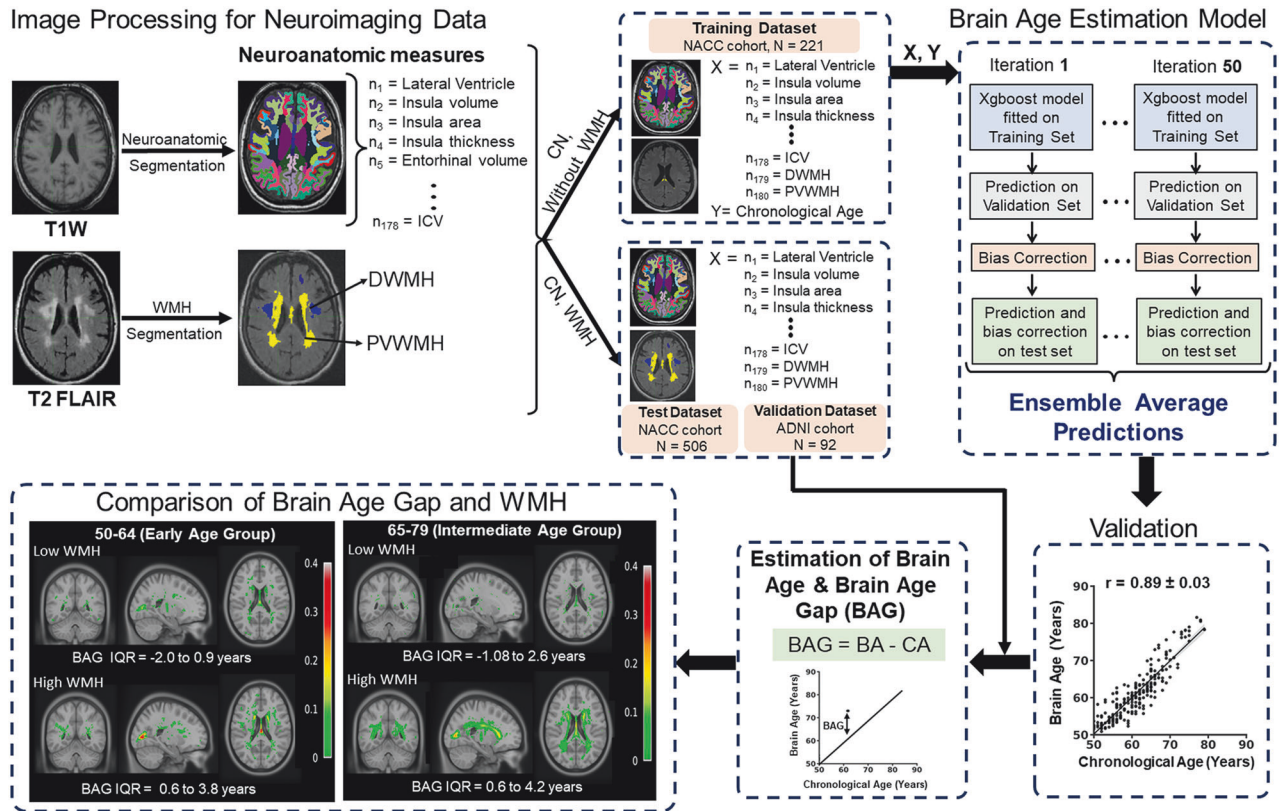 Image Processing for Neuroimaging Data
Neuroanatomic measures
Neuroanatomic
Segmentation
T1W
n1 = Lateral Ventricle
n2 = Insula volume
n3 = Insula area
n4 = Insula thickness
n5 = Entorhinal volume
n178 = ICV
WMH
Segmentation
T2 FLAIR
DWMH
PVWMH
CN,
Without WMH
CN, WMH
Training Dataset
NACC cohort, N = 221
X = n1 = Lateral Ventricle
n2 = Insula volume
n3 = Insula area
n4 = Insula thickness
n178 = ICV
n179 = DWMH
n180 = PVWMH
Y= Chronological Age
X = n1 = Lateral Ventricle
n2 = Insula volume
n3 = Insula area
n4 = Insula thickness
n178 = ICV
n179 = DWMH
n180 = PVWMH
Test Dataset
NACC cohort
N = 506
Validation Dataset
ADNI cohort
N = 92
X, Y
Brain Age Estimation Model
Iteration 1
Iteration 50
Xgboost model
fitted on
Training Set
Xgboost model
fitted on
Training Set
Prediction on
Validation Set
Prediction on
Validation Set
Bias Correction
Bias Correction
Prediction and
bias correction
on test set
Prediction and
bias correction
on test set
Ensemble Average
Predictions
Validation
r = 0.89 ± 0.03
Brain Age (Years)
90
80
70
60
50
50 60 70 80 90
Chronological Age (Years)
Estimation of Brain
Age & Brain Age
Gap (BAG)
BAG = BA - CA
Brain Age (Years)
90
80
70
60
50
BAG
50 60 70 80 90
Chronological Age (Years)
Comparison of Brain Age Gap and WMH
50-64 (Early Age Group)
Low WMH
BAG IQR = -2.0 to 0.9 years
High WMH
BAG IQR = 0.6 to 3.8 years
0.4
0.3
0.2
0.1
0
65-79 (Intermediate Age Group)
Low WMH
BAG IQR = -1.08 to 2.6 years
High WMH
BAG IQR = 0.6 to 4.2 years
0.4
0.3
0.2
0.1
0